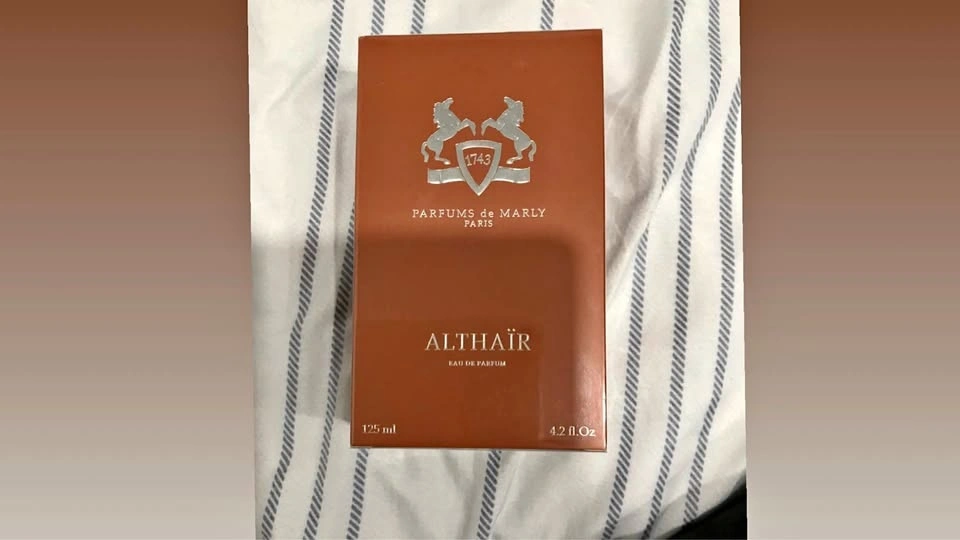 1743
PARFUMS de MARLY
PARIS
ALTHAÏR
EAU DE PARFUM
125 ml 4.2 fl.Oz